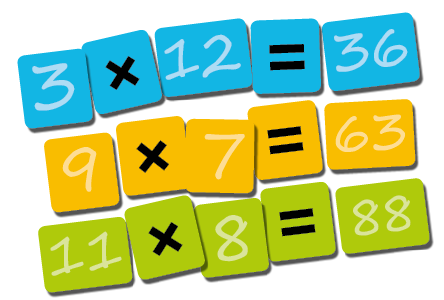 3 × 12 = 36
9 × 7 = 63
11 × 8 = 88